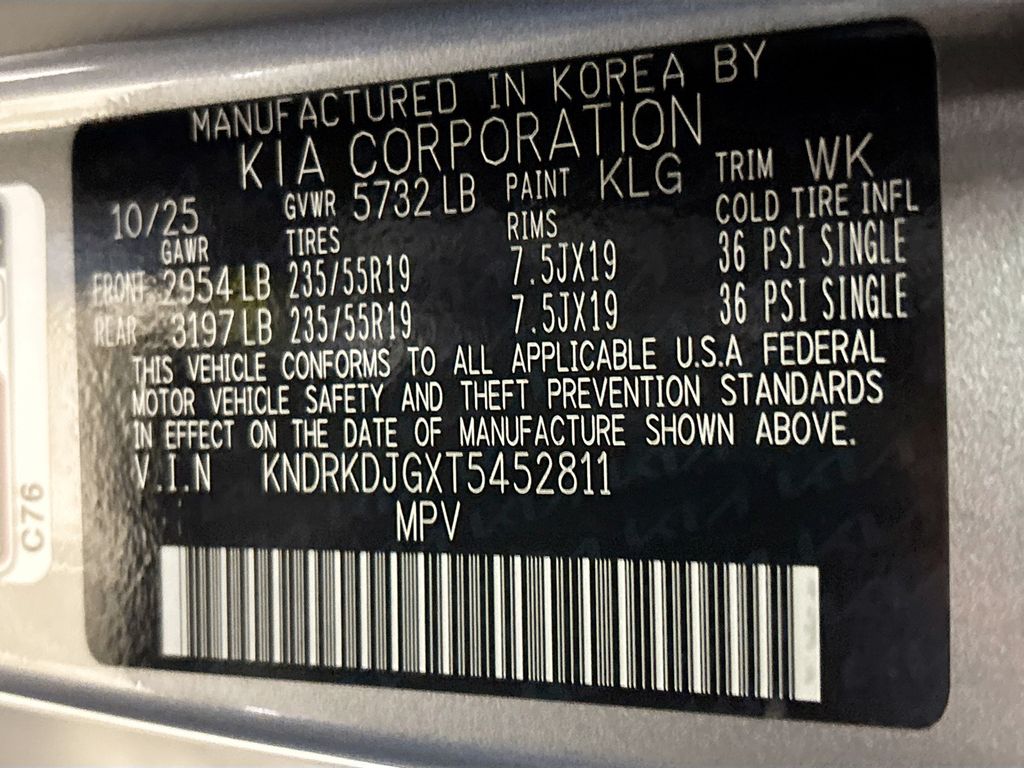 MANUFACTURED IN KOREA BY
KIA CORPORATION
10/25 GVWR 5732 LB PAINT KLG TRIM WK
GAWR TIRES RIMS COLD TIRE INFL
FRONT 2954 LB 235/55R19 7.5JX19 36 PSI SINGLE
REAR 3197 LB 235/55R19 7.5JX19 36 PSI SINGLE
THIS VEHICLE CONFORMS TO ALL APPLICABLE U.S.A FEDERAL
MOTOR VEHICLE SAFETY AND THEFT PREVENTION STANDARDS
IN EFFECT ON THE DATE OF MANUFACTURE SHOWN ABOVE.
V.I.N KNDRKDJGXT5452811
MPV
C76